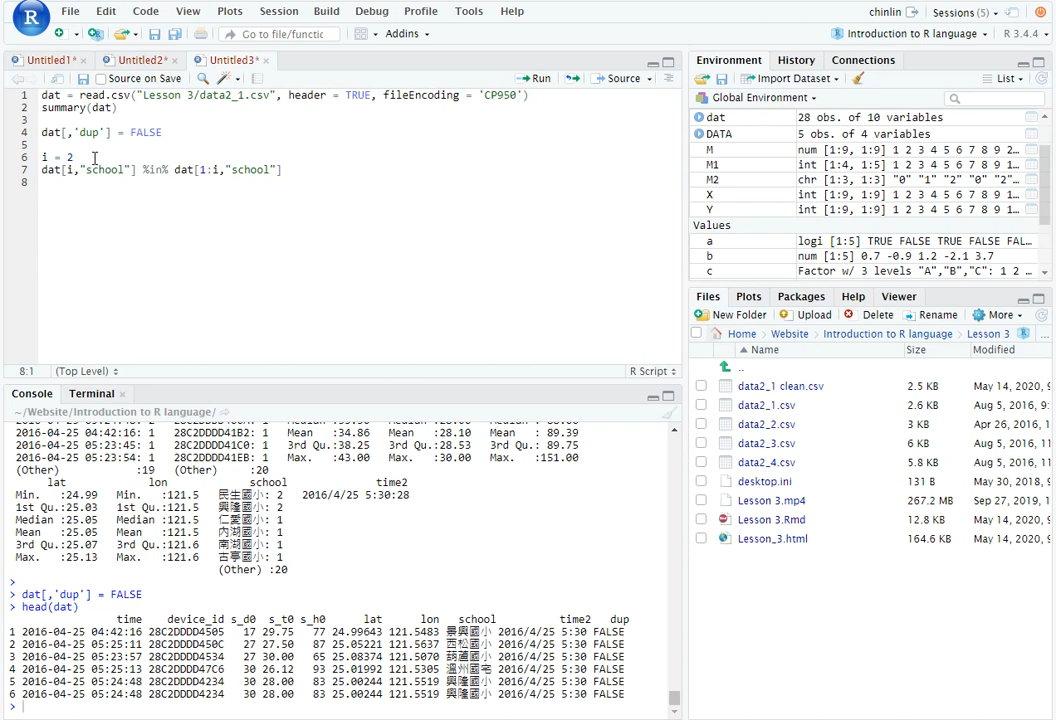 File Edit Code View Plots Session Build Debug Profile Tools Help
chinlin Sessions (5)
Go to file/functic Addins
Introduction to R language R 3.4.4
Untitled1* × Untitled2* × Untitled3* ×
Source on Save Run Source
1 dat = read.csv("Lesson 3/data2_1.csv", header = TRUE, fileEncoding = 'CP950')
2 summary(dat)
3
4 dat[,'dup'] = FALSE
5
6 i = 2
7 dat[i,"school"] %in% dat[1:i,"school"]
8
8:1 (Top Level) R Script
Environment History Connections
Import Dataset List
Global Environment
dat 28 obs. of 10 variables
DATA 5 obs. of 4 variables
M num [1:9, 1:9] 1 2 3 4 5 6 7 8 9 2…
M1 int [1:4, 1:5] 1 2 3 4 5 6 7 8 9 1…
M2 chr [1:3, 1:3] "0" "1" "2" "0" "2"…
X int [1:9, 1:9] 1 2 3 4 5 6 7 8 9 1…
Y int [1:9, 1:9] 1 2 3 4 5 6 7 8 9 1…
Values
a logi [1:5] TRUE FALSE TRUE FALSE FAL…
b num [1:5] 0.7 -0.9 1.2 -2.1 3.7
c Factor w/ 3 levels "A","B","C": 1 2 …
Files Plots Packages Help Viewer
New Folder Upload Delete Rename More
Home Website Introduction to R language Lesson 3 ...
Name Size Modified
..
data2_1 clean.csv 2.5 KB May 14, 2020, 9:
data2_1.csv 2.6 KB Aug 5, 2016, 9:
data2_2.csv 3 KB Apr 26, 2016, 1
data2_3.csv 6 KB Aug 5, 2016, 11
data2_4.csv 5.8 KB Aug 5, 2016, 11
desktop.ini 131 B May 30, 2018, 9
Lesson 3.mp4 267.2 MB Sep 27, 2019, 1
Lesson 3.Rmd 12.8 KB May 14, 2020, 9
Lesson_3.html 164.6 KB May 14, 2020, 9
Console Terminal ×
~/Website/Introduction to R language/
2016-04-25 04:42:16: 1 28C2DDDD41B2: 1 Mean : 34.86 Mean : 28.10 Mean : 89.39
2016-04-25 05:23:45: 1 28C2DDDD41C0: 1 3rd Qu.:38.25 3rd Qu.:28.53 3rd Qu.: 89.75
2016-04-25 05:23:54: 1 28C2DDDD41EB: 1 Max. :43.00 Max. :30.00 Max. :151.00
(Other) :19 (Other) :20
lat lon school time2
Min. :24.99 Min. :121.5 民生國小: 2 2016/4/25 5:30:28
1st Qu.:25.03 1st Qu.:121.5 興隆國小: 2
Median :25.05 Median :121.5 仁愛國小: 1
Mean :25.05 Mean :121.5 內湖國小: 1
3rd Qu.:25.07 3rd Qu.:121.6 南湖國小: 1
Max. :25.13 Max. :121.6 古亭國小: 1
(Other) :20
>
> dat[,'dup'] = FALSE
> head(dat)
time device_id s_d0 s_t0 s_h0 lat lon school time2 dup
1 2016-04-25 04:42:16 28C2DDDD4505 17 29.75 77 24.99643 121.5483 景興國小 2016/4/25 5:30 FALSE
2 2016-04-25 05:25:11 28C2DDDD450C 27 27.50 87 25.05221 121.5637 西松國小 2016/4/25 5:30 FALSE
3 2016-04-25 05:23:57 28C2DDDD4534 27 30.00 65 25.08374 121.5071 葫蘆國小 2016/4/25 5:30 FALSE
4 2016-04-25 05:25:13 28C2DDDD47C6 30 26.12 93 25.01992 121.5305 溫州國宅 2016/4/25 5:30 FALSE
5 2016-04-25 05:24:48 28C2DDDD4234 30 28.00 83 25.00244 121.5519 興隆國小 2016/4/25 5:30 FALSE
6 2016-04-25 05:24:48 28C2DDDD4234 30 28.00 83 25.00244 121.5519 興隆國小 2016/4/25 5:30 FALSE
>